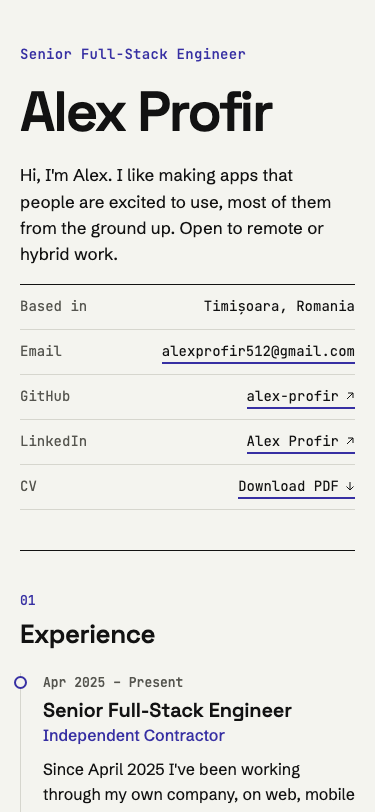 Senior Full-Stack Engineer
Alex Profir
Hi, I'm Alex. I like making apps that
people are excited to use, most of them
from the ground up. Open to remote or
hybrid work.
Based in Timișoara, Romania
Email alexprofir512@gmail.com
GitHub alex-profir ↗
LinkedIn Alex Profir ↗
CV Download PDF ↓
01
Experience
Apr 2025 – Present
Senior Full-Stack Engineer
Independent Contractor
Since April 2025 I've been working
through my own company, on web, mobile